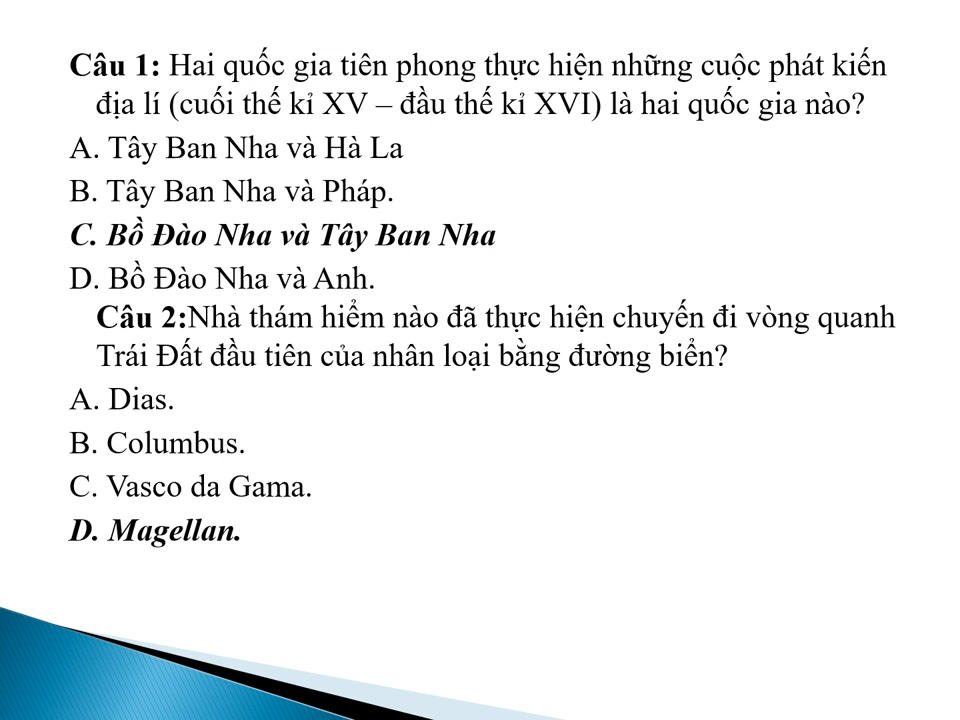 Câu 1: Hai quốc gia tiên phong thực hiện những cuộc phát kiến
địa lí (cuối thế kỉ XV – đầu thế kỉ XVI) là hai quốc gia nào?
A. Tây Ban Nha và Hà La
B. Tây Ban Nha và Pháp.
C. Bồ Đào Nha và Tây Ban Nha
D. Bồ Đào Nha và Anh.
Câu 2:Nhà thám hiểm nào đã thực hiện chuyến đi vòng quanh
Trái Đất đầu tiên của nhân loại bằng đường biển?
A. Dias.
B. Columbus.
C. Vasco da Gama.
D. Magellan.